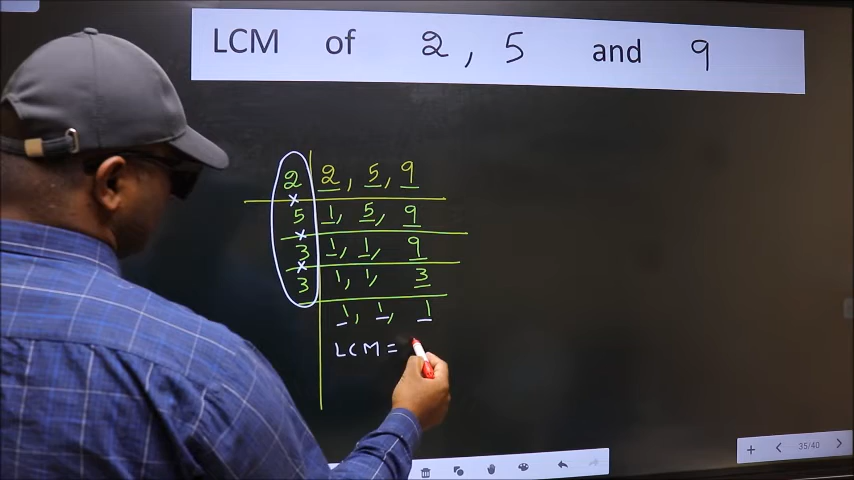 LCM of 2, 5 and 9
2 2, 5, 9
5 1, 5, 9
3 1, 1, 9
3 1, 1, 3
1, 1, 1
LCM =
35/40